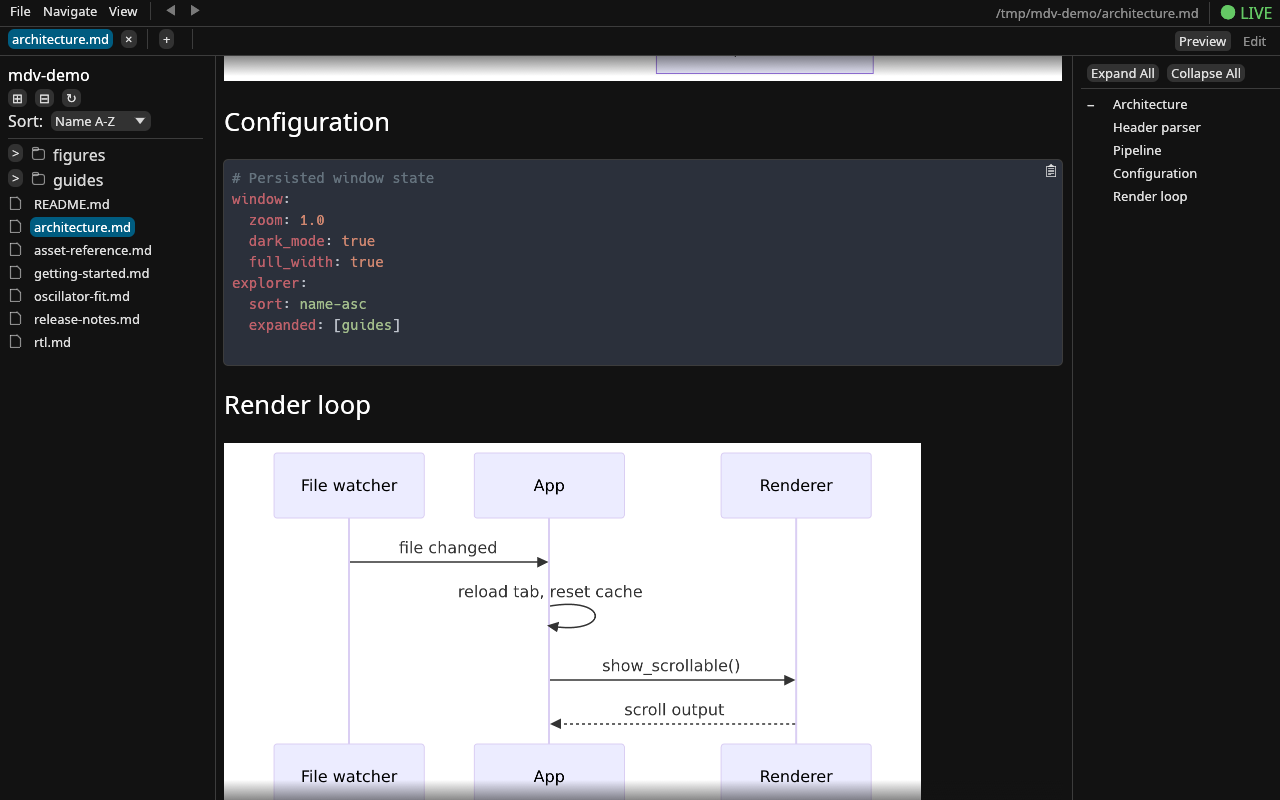 File Navigate View
/tmp/mdv-demo/architecture.md
LIVE
architecture.md × +
Preview Edit
mdv-demo
Sort: Name A-Z
> figures
> guides
README.md
architecture.md
asset-reference.md
getting-started.md
oscillator-fit.md
release-notes.md
rtl.md
Configuration
# Persisted window state
window:
  zoom: 1.0
  dark_mode: true
  full_width: true
explorer:
  sort: name-asc
  expanded: [guides]
Render loop
File watcher App Renderer
file changed
reload tab, reset cache
show_scrollable()
scroll output
File watcher App Renderer
Expand All Collapse All
– Architecture
Header parser
Pipeline
Configuration
Render loop